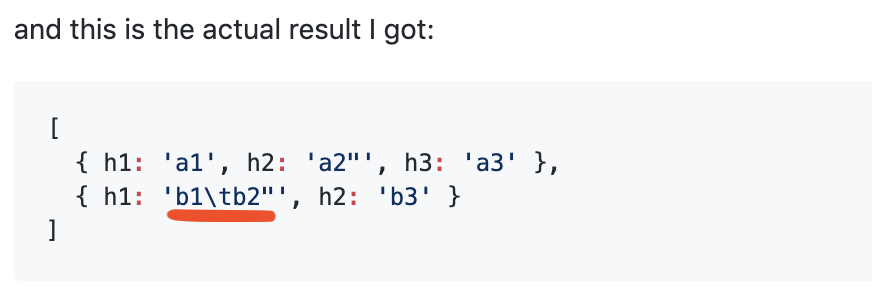 and this is the actual result I got:
[
{ h1: 'a1', h2: 'a2"', h3: 'a3' },
{ h1: 'b1\tb2"', h2: 'b3' }
]